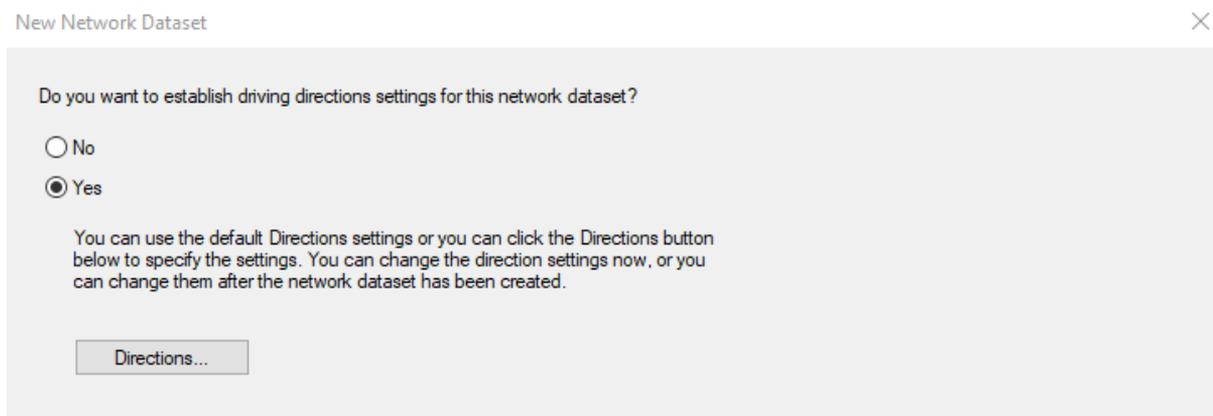 New Network Dataset
Do you want to establish driving directions settings for this network dataset?
No
Yes
You can use the default Directions settings or you can click the Directions button
below to specify the settings. You can change the direction settings now, or you
can change them after the network dataset has been created.
Directions...